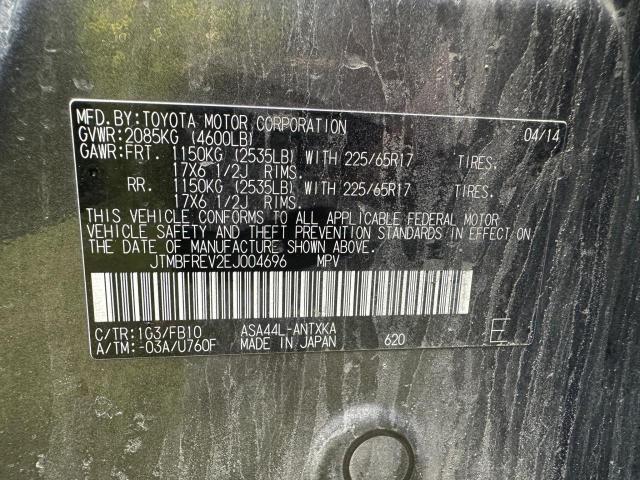 MFD.BY:TOYOTA MOTOR CORPORATION 04/14
GVWR:2085KG (4600LB)
GAWR:FRT. 1150KG (2535LB) WITH 225/65R17 TIRES.
17X6 1/2J RIMS.
RR. 1150KG (2535LB) WITH 225/65R17 TIRES.
17X6 1/2J RIMS.
THIS VEHICLE CONFORMS TO ALL APPLICABLE FEDERAL MOTOR
VEHICLE SAFETY AND THEFT PREVENTION STANDARDS IN EFFECT ON
THE DATE OF MANUFACTURE SHOWN ABOVE.
JTMBFREV2EJ004696 MPV
C/TR:1G3/FB10 ASA44L-ANTXKA
A/TM:-03A/U760F MADE IN JAPAN 620 E